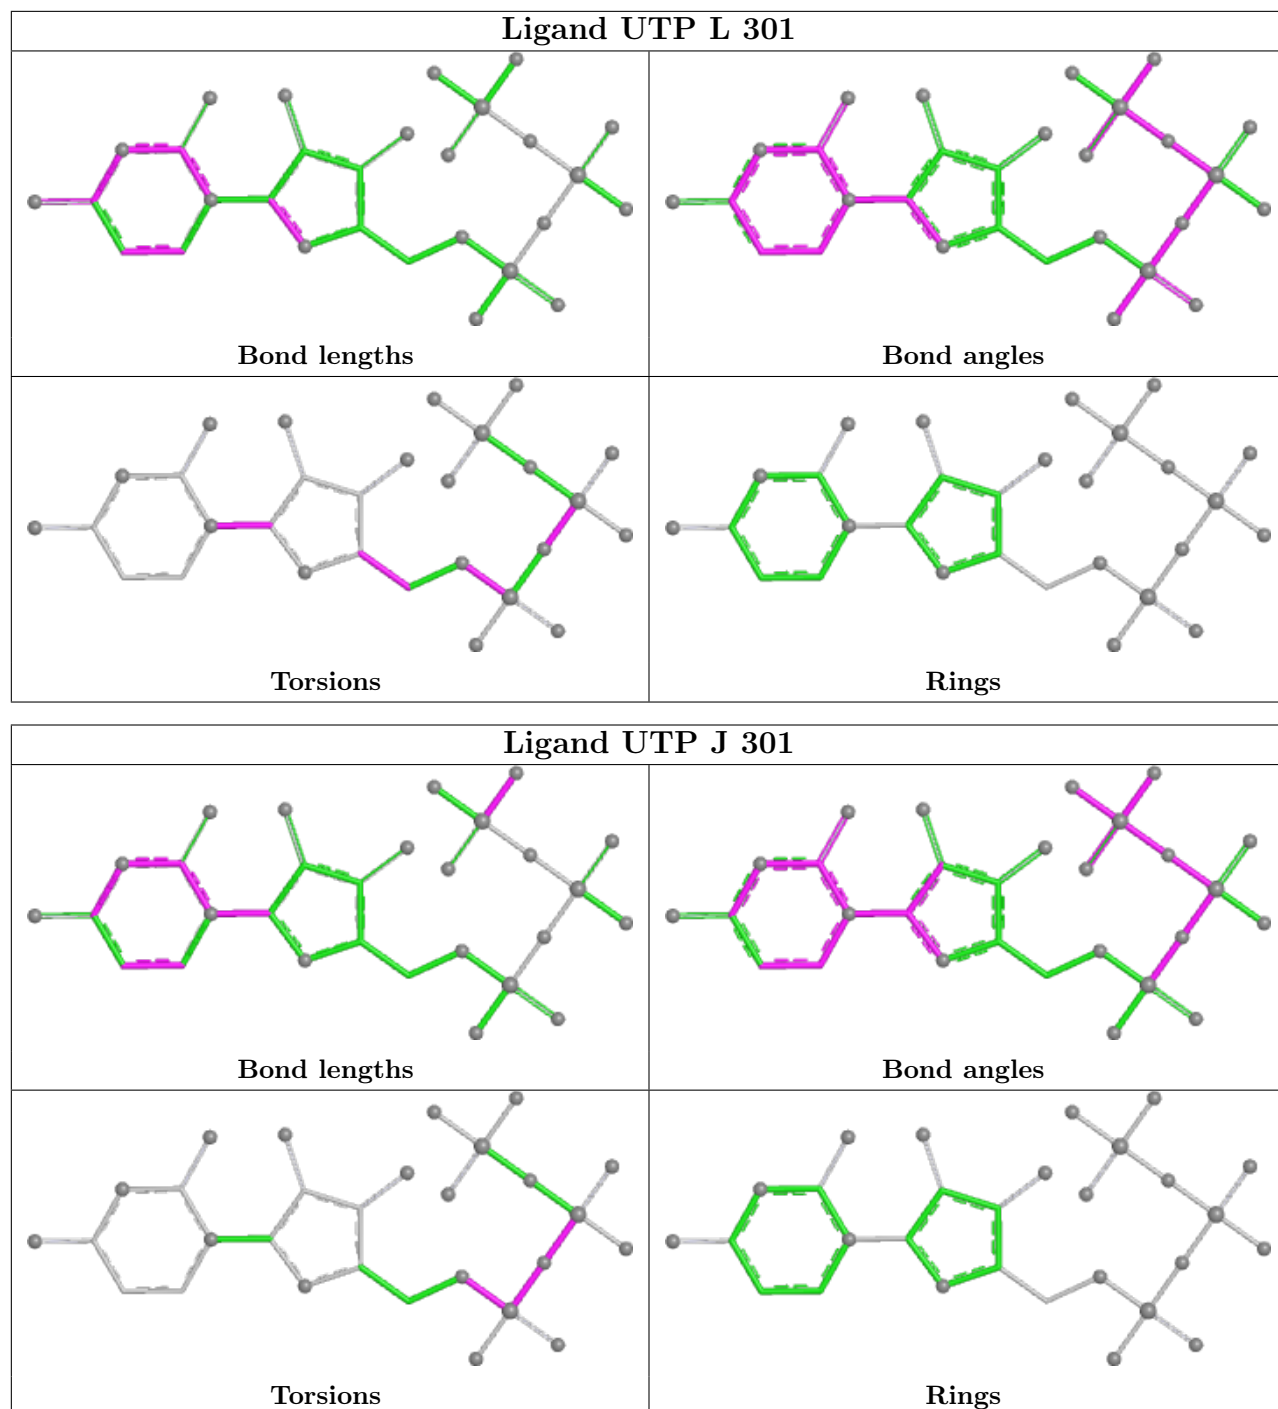 Ligand UTP L 301
Bond lengths
Bond angles
Torsions
Rings
Ligand UTP J 301
Bond lengths
Bond angles
Torsions
Rings